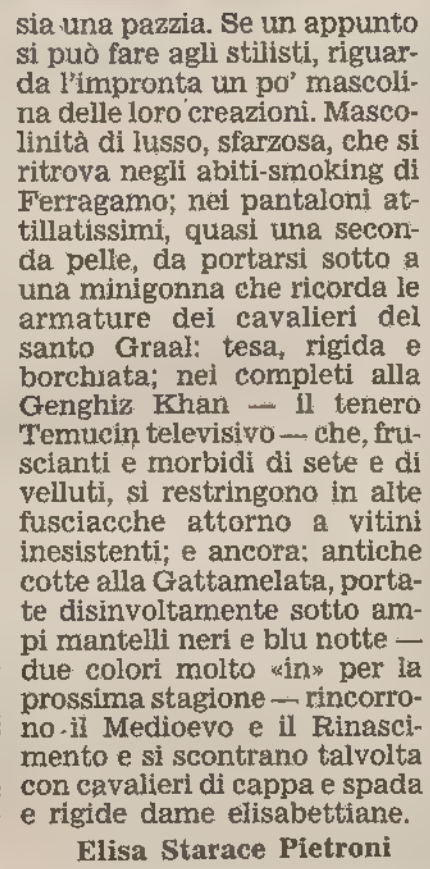 sia una pazzia. Se un appunto
si può fare agli stilisti, riguar-
da l'impronta un po' mascoli-
na delle loro creazioni. Masco-
linità di lusso, sfarzosa, che si
ritrova negli abiti-smoking di
Ferragamo; nei pantaloni at-
tillatissimi, quasi una secon-
da pelle, da portarsi sotto a
una minigonna che ricorda le
armature dei cavalieri del
santo Graal: tesa, rigida e
borchiata; nei completi alla
Genghiz Khan — il tenero
Temucin televisivo — che, fru-
scianti e morbidi di sete e di
velluti, si restringono in alte
fusciacche attorno a vitini
inesistenti; e ancora: antiche
cotte alla Gattamelata, porta-
te disinvoltamente sotto am-
pi mantelli neri e blu notte —
due colori molto «in» per la
prossima stagione — rincorro-
no il Medioevo e il Rinasci-
mento e si scontrano talvolta
con cavalieri di cappa e spada
e rigide dame elisabettiane.
Elisa Starace Pietroni